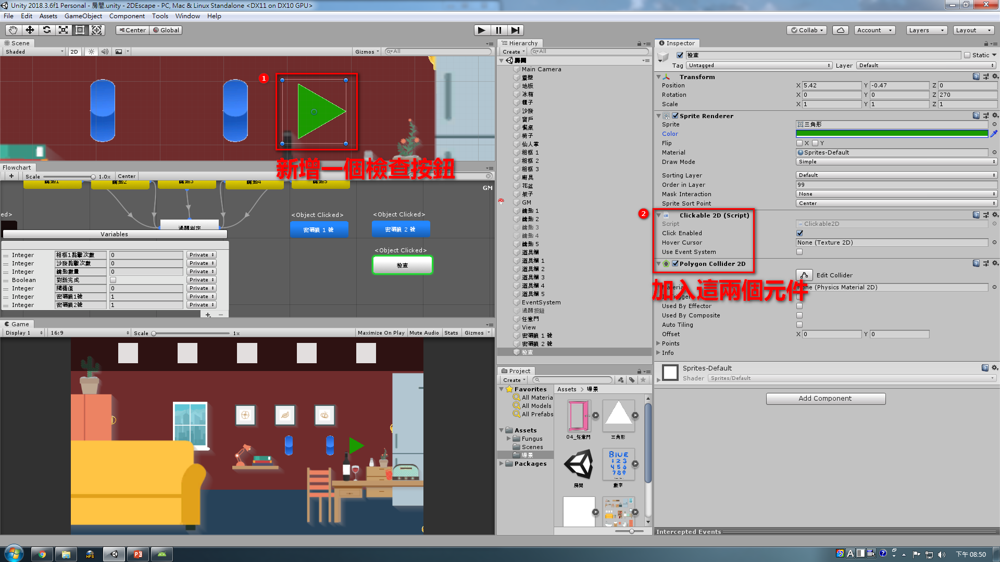 Unity 2018.3.6f1 Personal - 房間.unity - 2DEscape - PC, Mac & Linux Standalone <DX11 on DX10 GPU>
File Edit Assets GameObject Component Tools Window Help
Center Global
Collab Account Layers Layout
Scene
Shaded 2D Gizmos All
1
新增一個檢查按鈕
Flowchart
Scale 1.0x Center
GM
鑰匙1 鑰匙2 鑰匙3 鑰匙4 鑰匙5
ed>
過關判定
<Object Clicked>
密碼鎖 1 號
<Object Clicked>
密碼鎖 2 號
<Object Clicked>
檢查
Variables
Integer 相框1點擊次數 0 Private
Integer 沙發點擊次數 0 Private
Integer 鑰匙數量 0 Private
Boolean 對話完成 Private
Integer 隨機值 0 Private
Integer 密碼鎖1號 1 Private
Integer 密碼鎖2號 1 Private
Game
Display 1 16:9 Scale 1x Maximize On Play Mute Audio Stats Gizmos
Hierarchy
Create All
房間
Main Camera
牆壁
地板
冰箱
櫃子
沙發
窗戶
餐桌
椅子
仙人掌
相框 1
相框 2
相框 3
廚具
花盆
架子
GM
鑰匙 1
鑰匙 2
鑰匙 3
鑰匙 4
鑰匙 5
道具欄
道具欄 1
道具欄 2
道具欄 3
道具欄 4
道具欄 5
EventSystem
過關按鈕
任意門
View
密碼鎖 1 號
密碼鎖 2 號
檢查
Project
Create
Favorites
All Materia
All Models
All Prefabs
Assets
Fungus
Scenes
場景
Packages
Assets > 場景
04_任意門
三角形
房間
BLUE
1 2 3
4 5 6
7 8 9
數字
Inspector
檢查 Static
Tag Untagged Layer Default
Transform
Position X 5.42 Y -0.47 Z 0
Rotation X 0 Y 0 Z 270
Scale X 1 Y 1 Z 1
Sprite Renderer
Sprite 三角形
Color
Flip X Y
Material Sprites-Default
Draw Mode Simple
Sorting Layer Default
Order in Layer 99
Mask Interaction None
Sprite Sort Point Center
2
Clickable 2D (Script)
Script Clickable2D
Click Enabled
Hover Cursor None (Texture 2D)
Use Event System
Polygon Collider 2D
Edit Collider
None (Physics Material 2D)
加入這兩個元件
Used By Effector
Used By Composite
Auto Tiling
Offset X 0 Y 0
Points
Info
Sprites-Default
Shader Sprites/Default
Add Component
Intercepted Events
HFS
A
下午 08:50